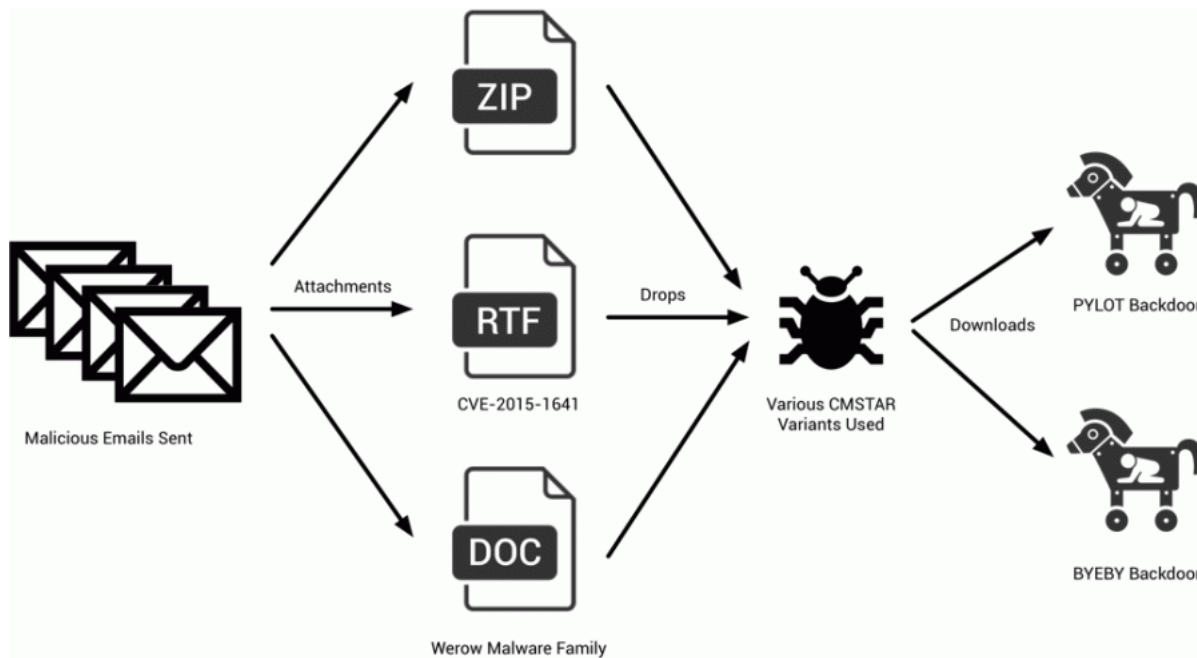 ZIP
Attachments
RTF
Drops
Downloads
PYLOT Backdoor
CVE-2015-1641
Various CMSTAR
Variants Used
Malicious Emails Sent
DOC
BYEBY Backdoor
Werow Malware Family